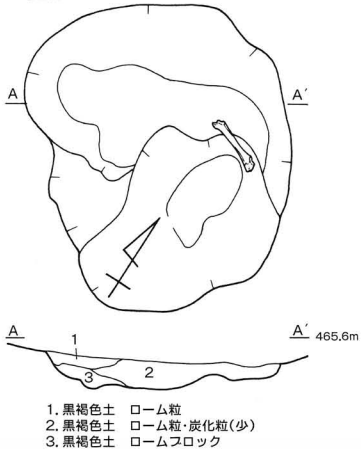 A A′
A 1 A′ 465.6m
3 2
1. 黒褐色土 ローム粒
2. 黒褐色土 ローム粒・炭化粒(少)
3. 黒褐色土 ロームブロック